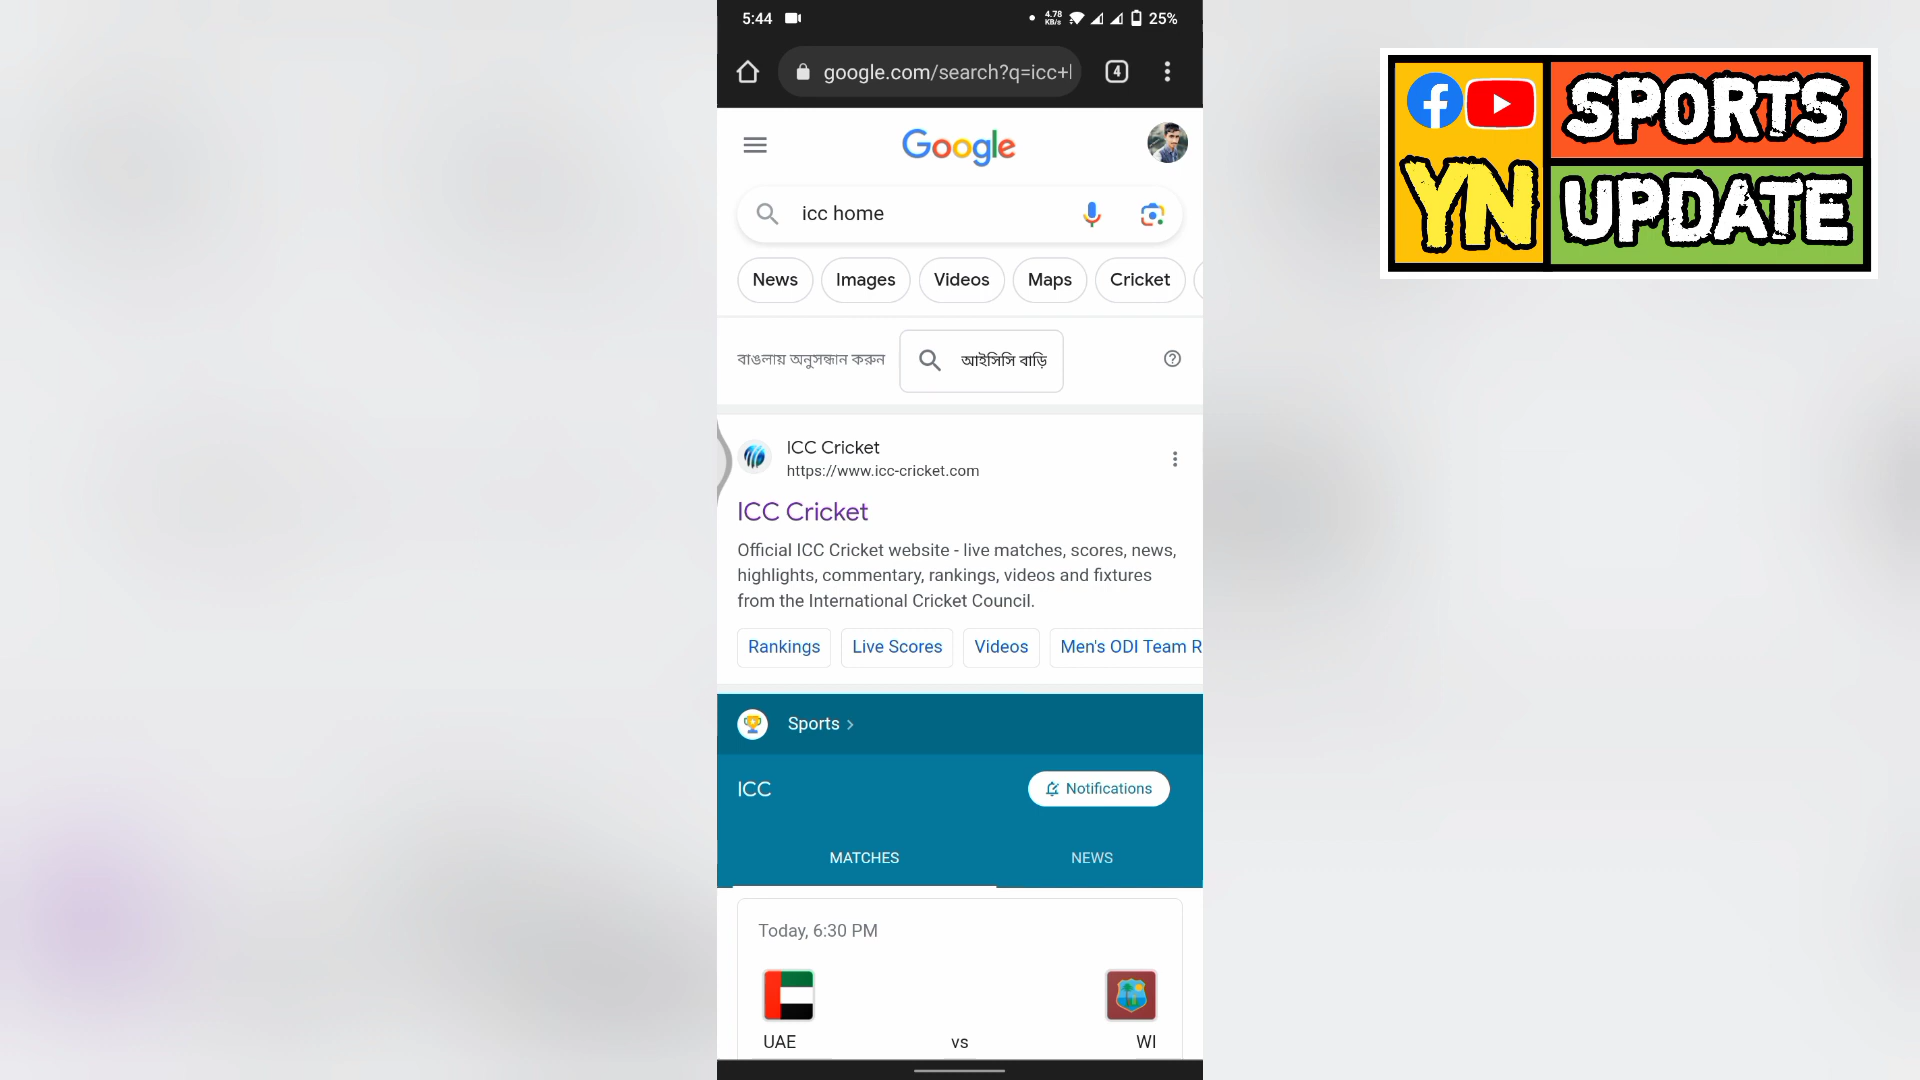 5:44
4.78
KB/s
25%
google.com/search?q=icc+l
4
Google
icc home
News
Images
Videos
Maps
Cricket
বাঙলায় অনুসন্ধান করুন
আইসিসি বাড়ি
ICC Cricket
https://www.icc-cricket.com
ICC Cricket
Official ICC Cricket website - live matches, scores, news,
highlights, commentary, rankings, videos and fixtures
from the International Cricket Council.
Rankings
Live Scores
Videos
Men's ODI Team R
Sports
ICC
Notifications
MATCHES
NEWS
Today, 6:30 PM
UAE
vs
WI
SPORTS
YN
UPDATE